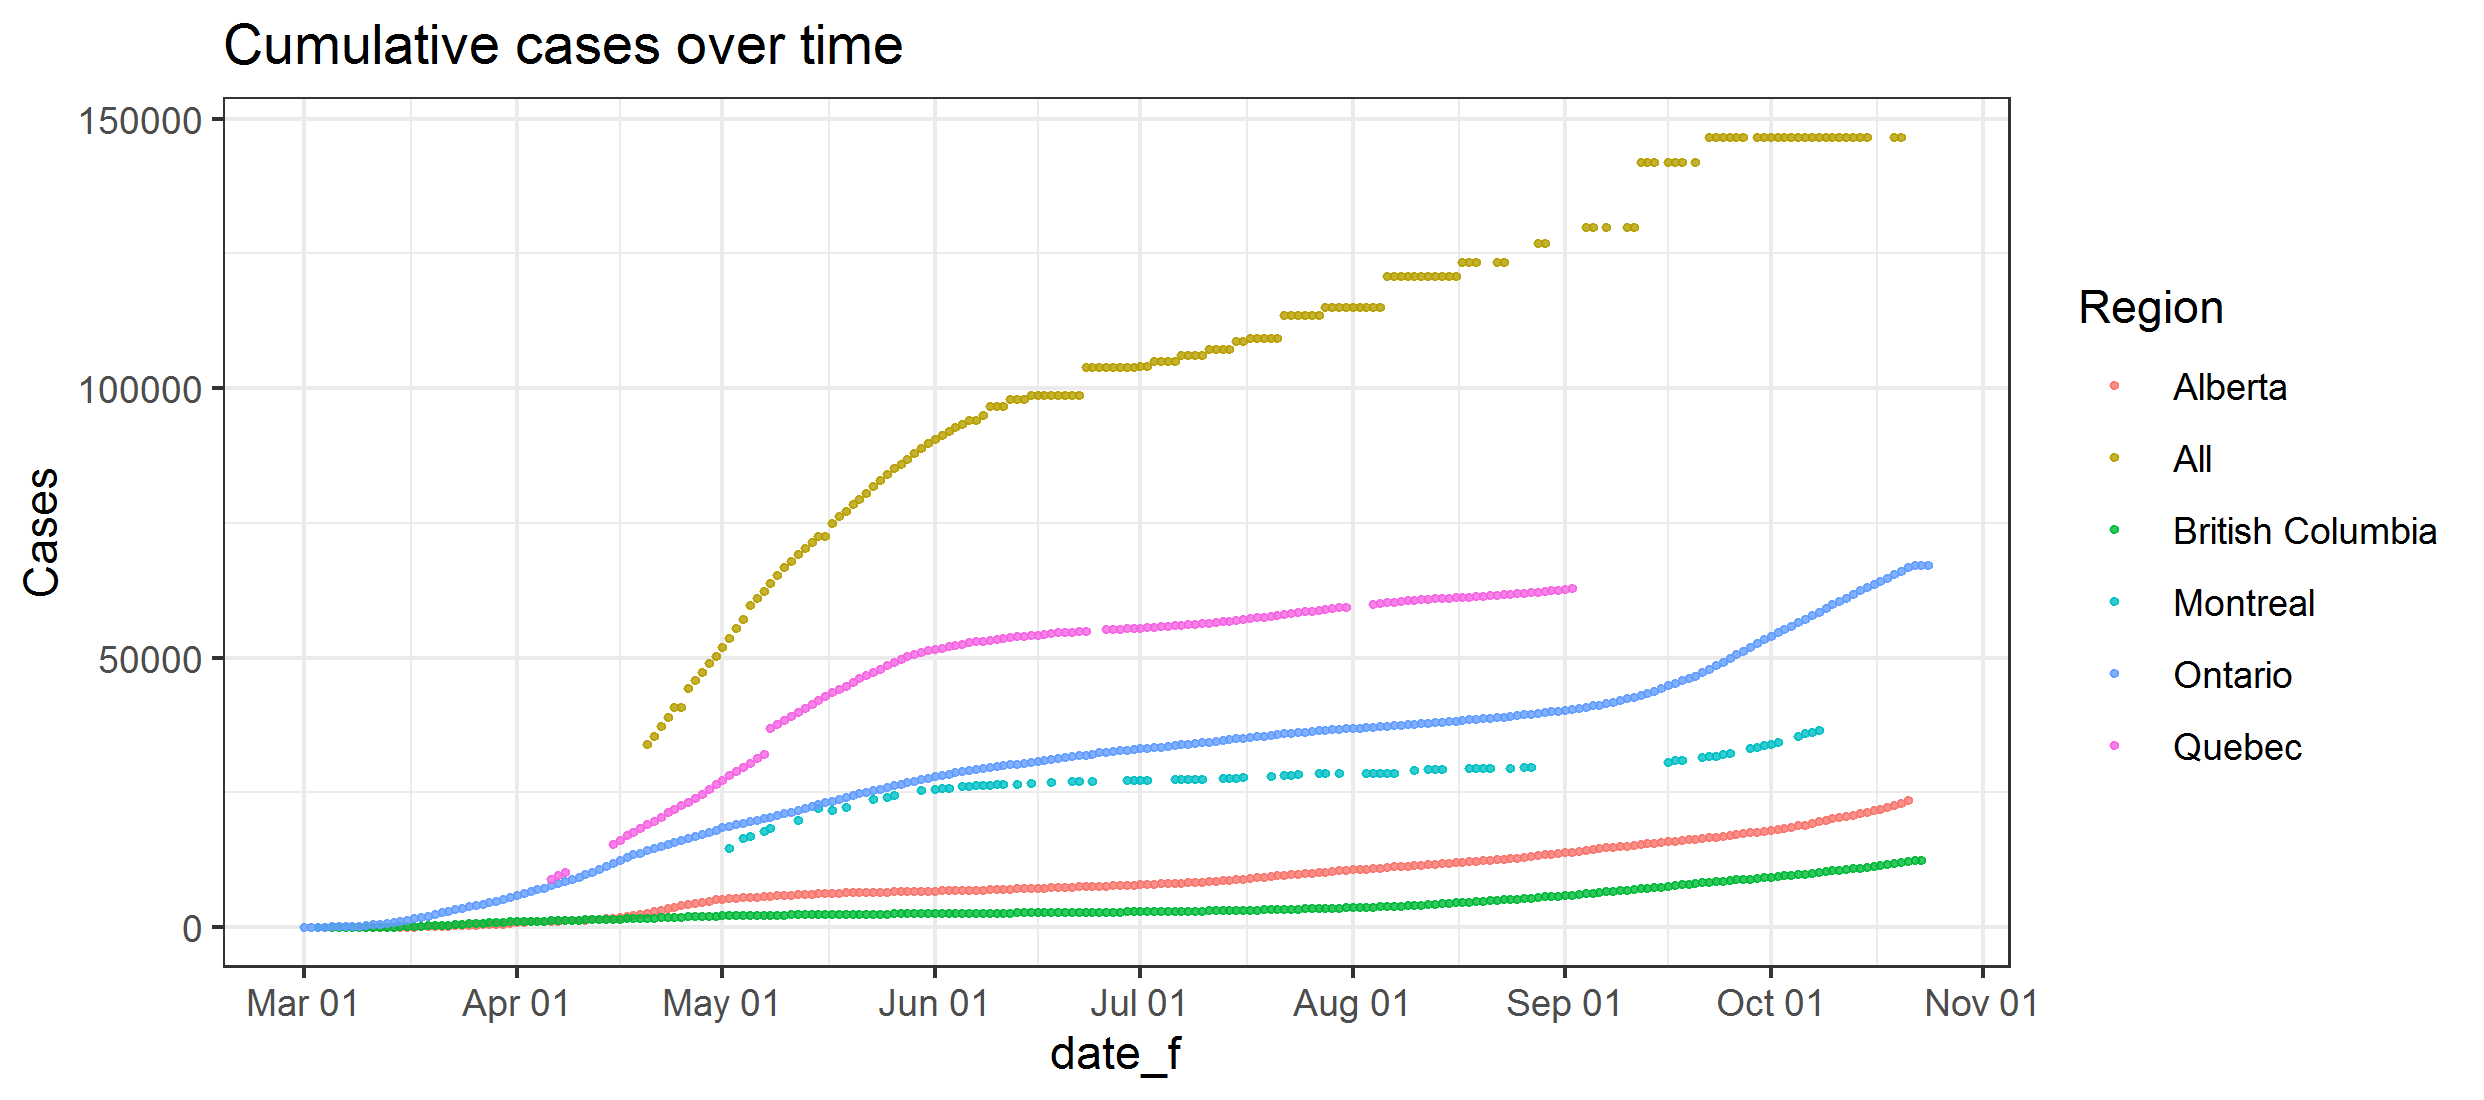 Cumulative cases over time
150000
100000
50000
0
Cases
Mar 01
Apr 01
May 01
Jun 01
Jul 01
Aug 01
Sep 01
Oct 01
Nov 01
date_f
Region
Alberta
All
British Columbia
Montreal
Ontario
Quebec